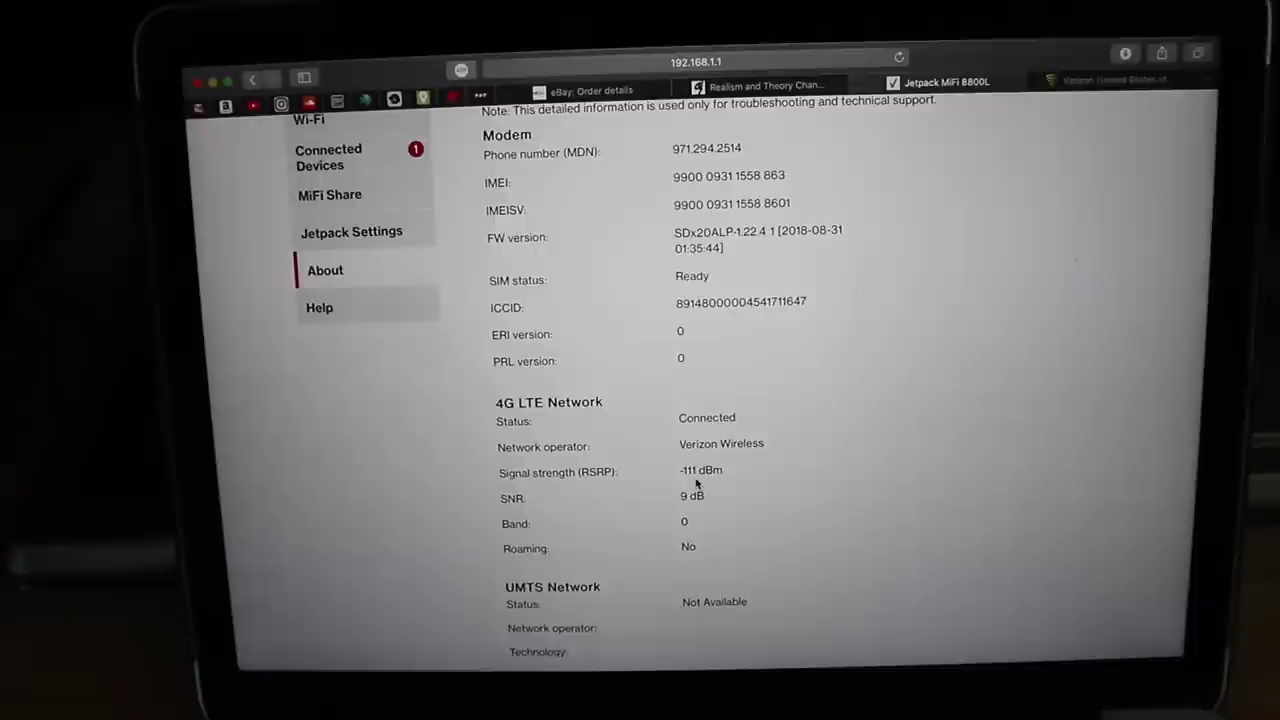 192.168.1.1
eBay: Order details
Realism and Theory Chan...
Jetpack MiFi 8800L
Verizon | United States of
Note: This detailed information is used only for troubleshooting and technical support.
Wi-Fi
Connected Devices 1
MiFi Share
Jetpack Settings
About
Help
Modem
Phone number (MDN): 971.294.2514
IMEI: 9900 0931 1558 863
IMEISV: 9900 0931 1558 8601
FW version: SDx20ALP-1.22.4 1 [2018-08-31
01:35:44]
SIM status: Ready
ICCID: 89148000004541711647
ERI version: 0
PRL version: 0
4G LTE Network
Status: Connected
Network operator: Verizon Wireless
Signal strength (RSRP): -111 dBm
SNR: 9 dB
Band: 0
Roaming: No
UMTS Network
Status: Not Available
Network operator:
Technology: